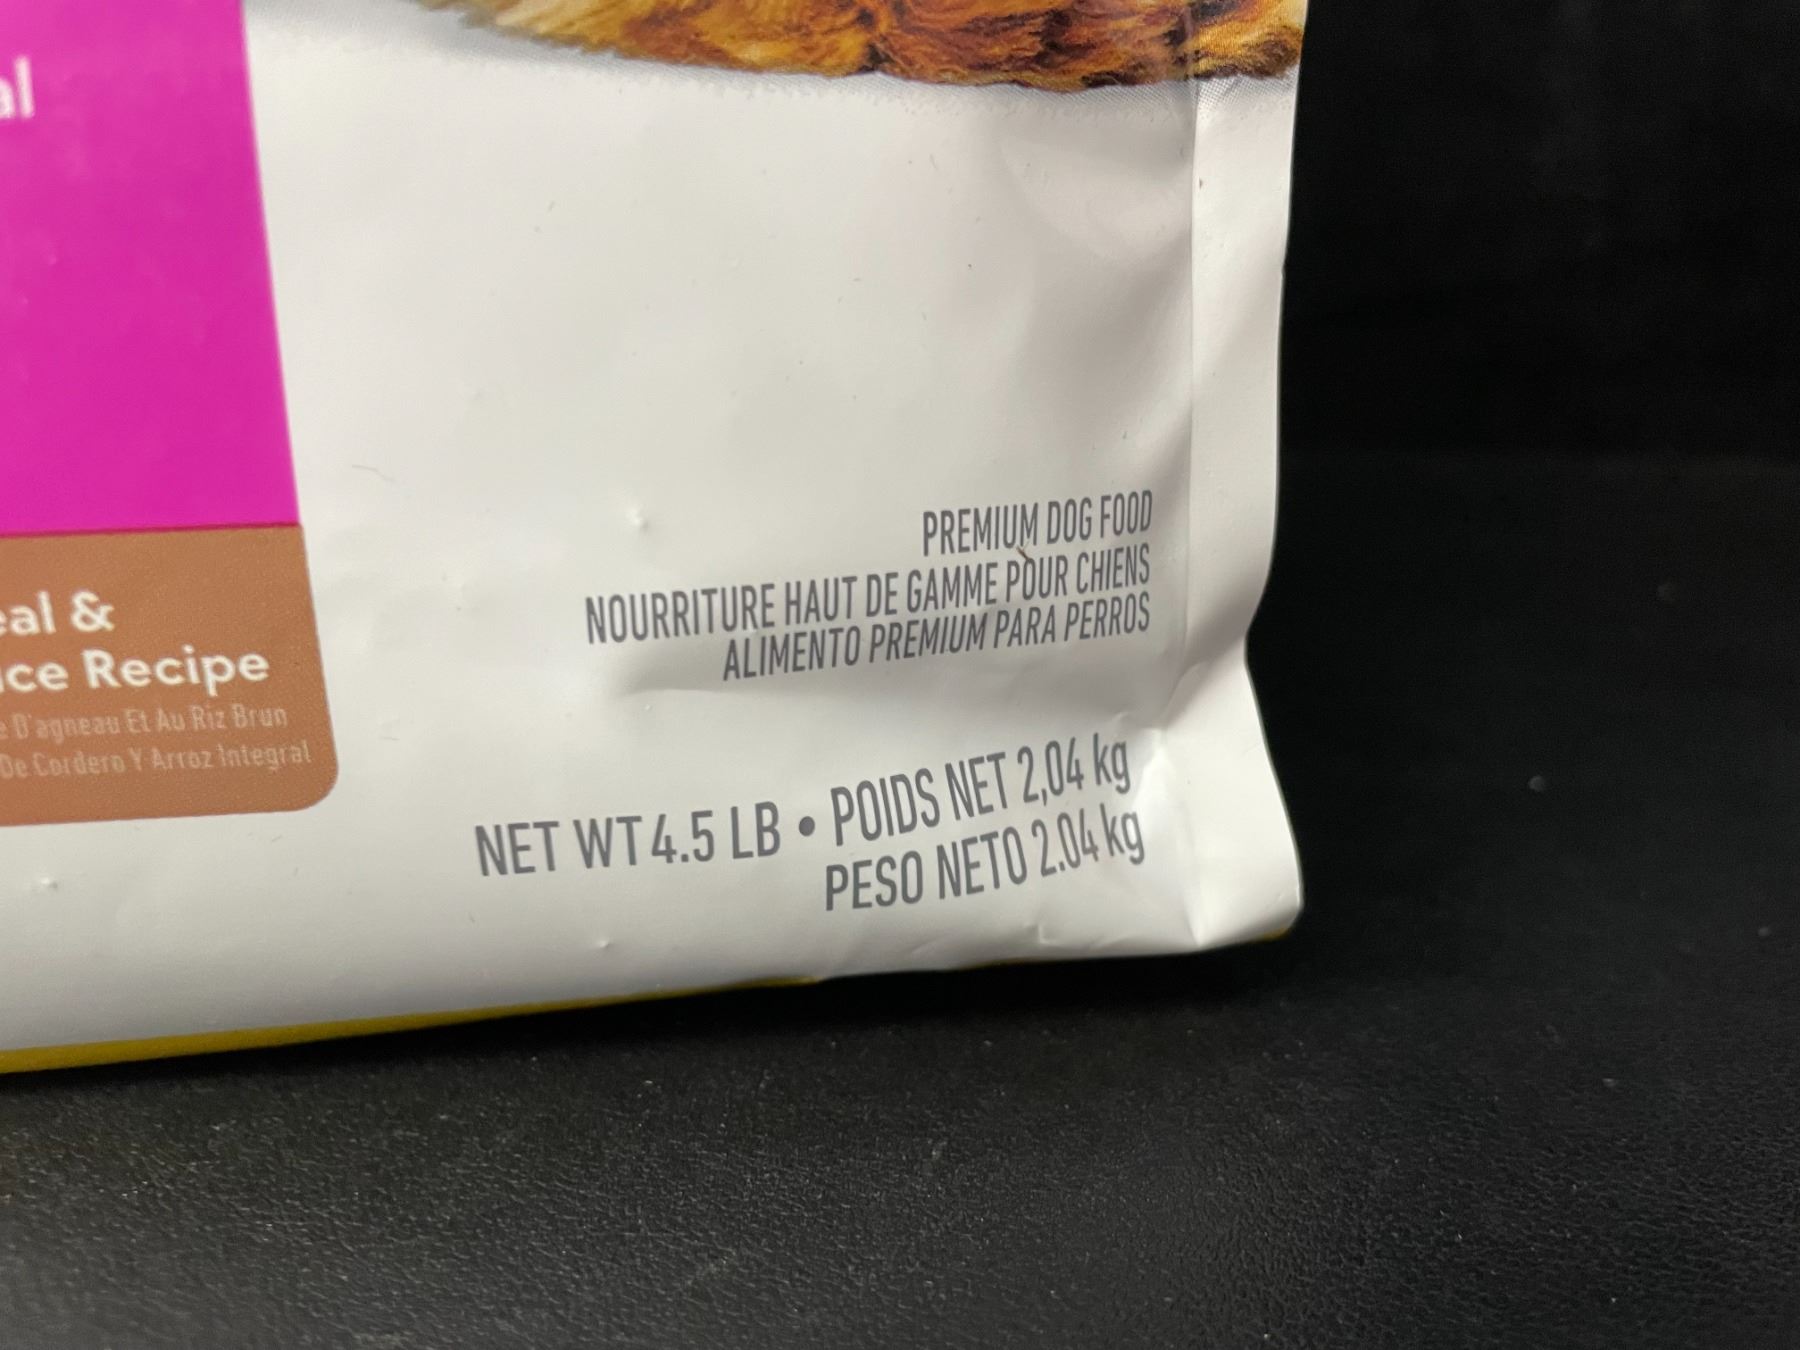 al
eal &
ice Recipe
e D'agneau Et Au Riz Brun
De Cordero Y Arroz Integral
PREMIUM DOG FOOD
NOURRITURE HAUT DE GAMME POUR CHIENS
ALIMENTO PREMIUM PARA PERROS
NET WT 4.5 LB • POIDS NET 2,04 kg
PESO NETO 2.04 kg